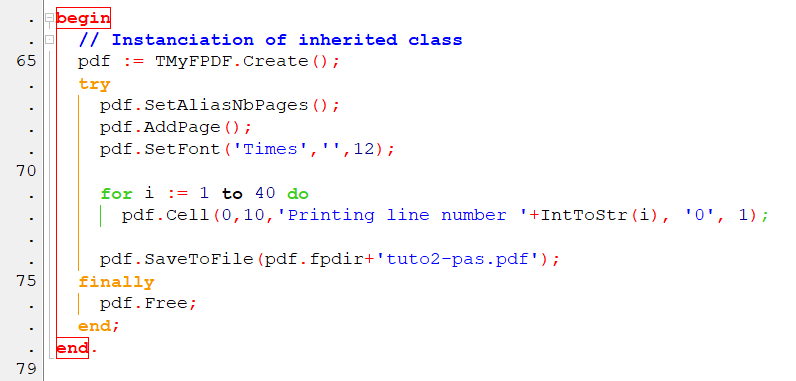 . begin
. // Instanciation of inherited class
65 pdf := TMyFPDF.Create();
. try
. pdf.SetAliasNbPages();
. pdf.AddPage();
. pdf.SetFont('Times','',12);
70
. for i := 1 to 40 do
. pdf.Cell(0,10,'Printing line number '+IntToStr(i), '0', 1);
.
. pdf.SaveToFile(pdf.fpdir+'tuto2-pas.pdf');
75 finally
. pdf.Free;
. end;
. end.
79